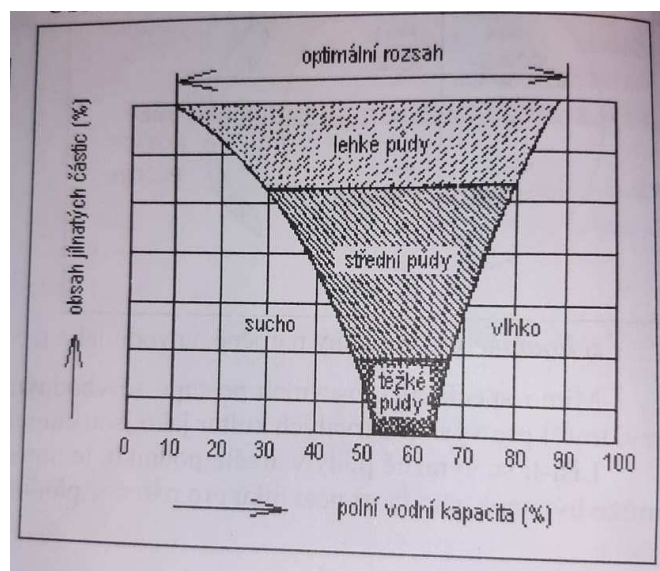 optimální rozsah
lehké půdy
střední půdy
sucho
vlhko
těžké
půdy
obsah jílnatých částic (%)
0 10 20 30 40 50 60 70 80 90 100
polní vodní kapacita (%)